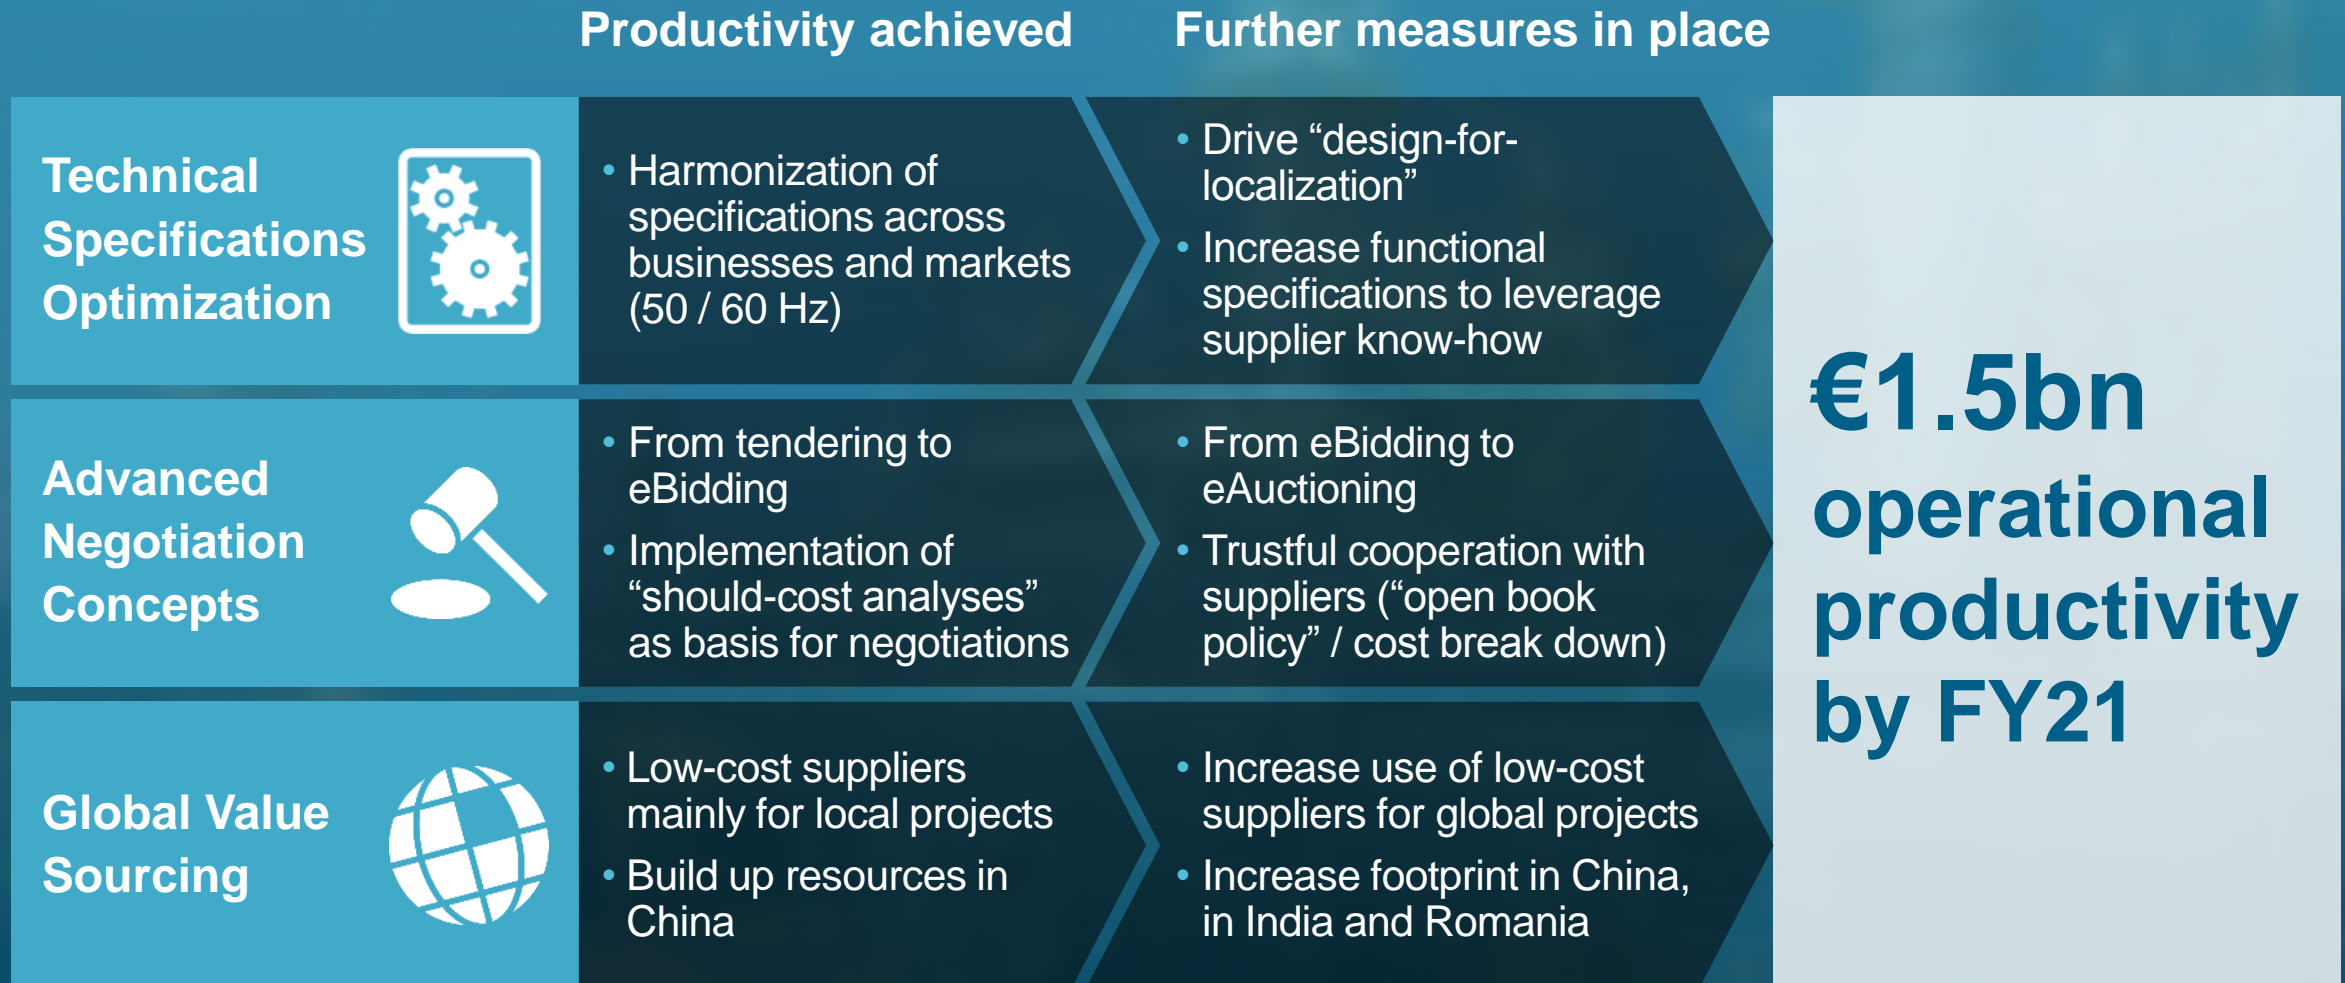 Productivity achieved
Further measures in place
Technical
Specifications
Optimization
• Harmonization of
specifications across
businesses and markets
(50 / 60 Hz)
• Drive “design-for-
localization”
• Increase functional
specifications to leverage
supplier know-how
Advanced
Negotiation
Concepts
• From tendering to
eBidding
• Implementation of
“should-cost analyses”
as basis for negotiations
• From eBidding to
eAuctioning
• Trustful cooperation with
suppliers (“open book
policy” / cost break down)
Global Value
Sourcing
• Low-cost suppliers
mainly for local projects
• Build up resources in
China
• Increase use of low-cost
suppliers for global projects
• Increase footprint in China,
in India and Romania
€1.5bn
operational
productivity
by FY21